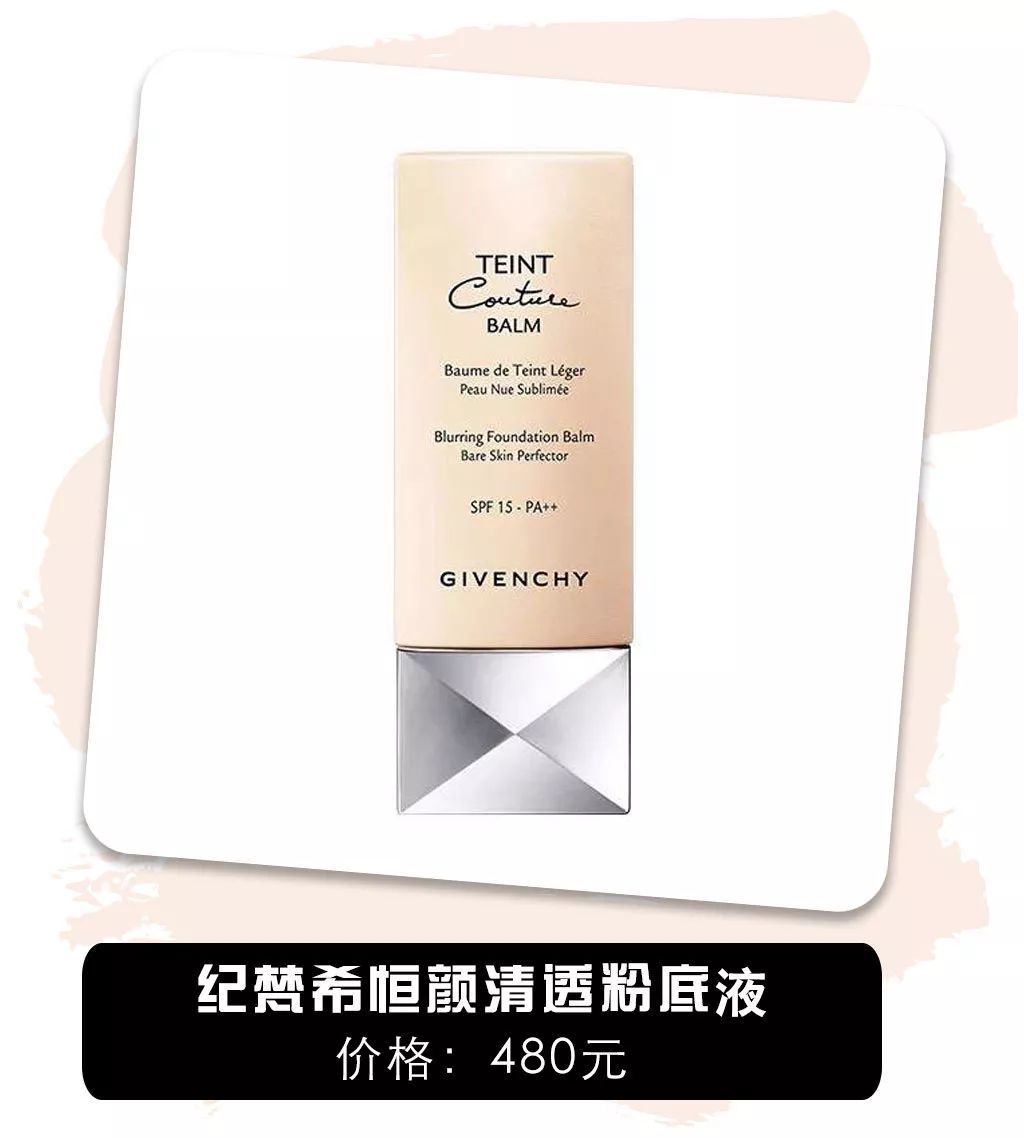 TEINT
Couture
BALM
Baume de Teint Léger
Peau Nue Sublimée
Blurring Foundation Balm
Bare Skin Perfector
SPF 15 - PA++
GIVENCHY
纪梵希恒颜清透粉底液
价格：480元